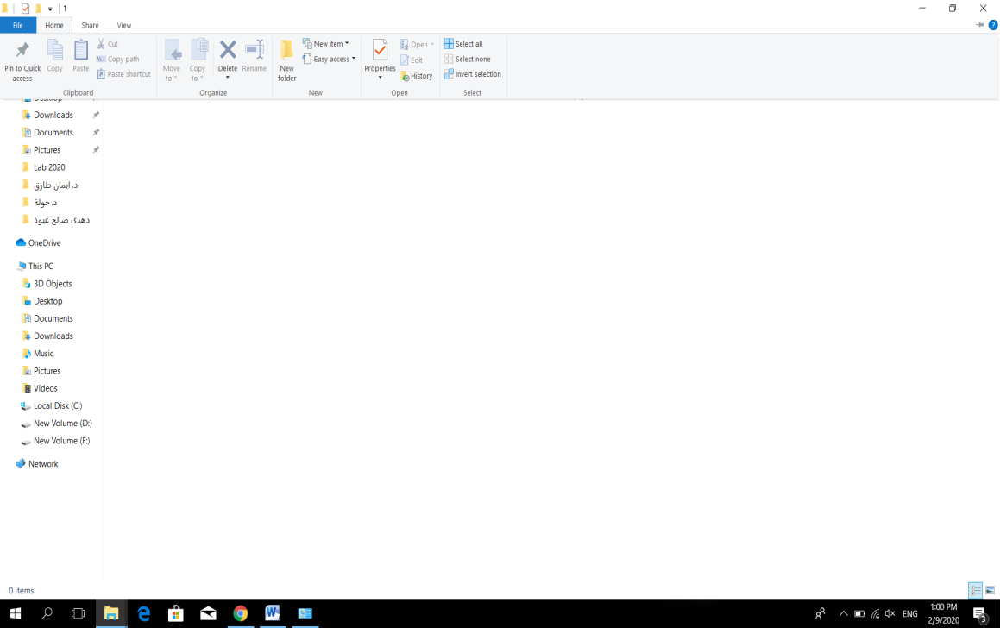 1
File Home Share View
Pin to Quick access
Copy
Paste
Cut
Copy path
Paste shortcut
Clipboard
Move to
Copy to
Delete
Rename
Organize
New folder
New item
Easy access
New
Properties
Open
Edit
History
Open
Select all
Select none
Invert selection
Select
Desktop
Downloads
Documents
Pictures
Lab 2020
د. ايمان طارق
د. خولة
دهدى صالح عبود
OneDrive
This PC
3D Objects
Desktop
Documents
Downloads
Music
Pictures
Videos
Local Disk (C:)
New Volume (D:)
New Volume (F:)
Network
0 items
ENG
1:00 PM
2/9/2020
3